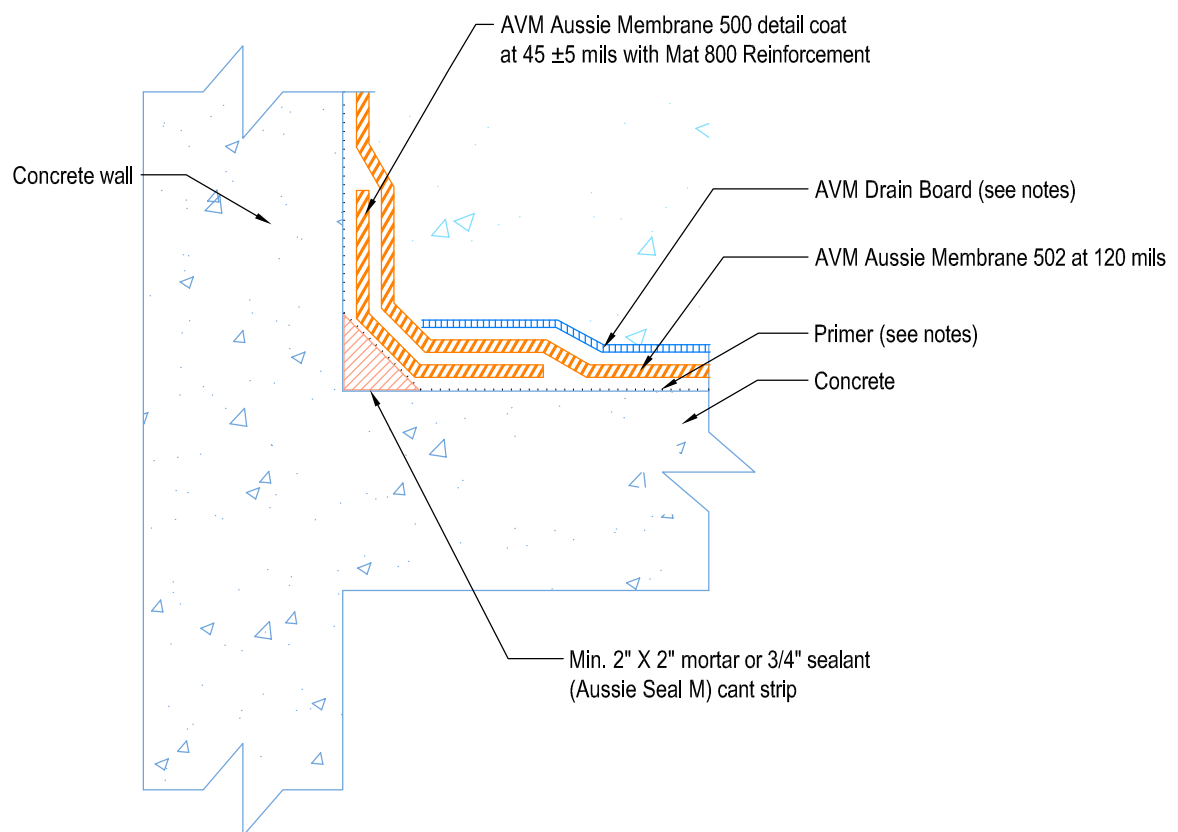 AVM Aussie Membrane 500 detail coat
at 45 ±5 mils with Mat 800 Reinforcement
Concrete wall
AVM Drain Board (see notes)
AVM Aussie Membrane 502 at 120 mils
Primer (see notes)
Concrete
Min. 2" X 2" mortar or 3/4" sealant
(Aussie Seal M) cant strip